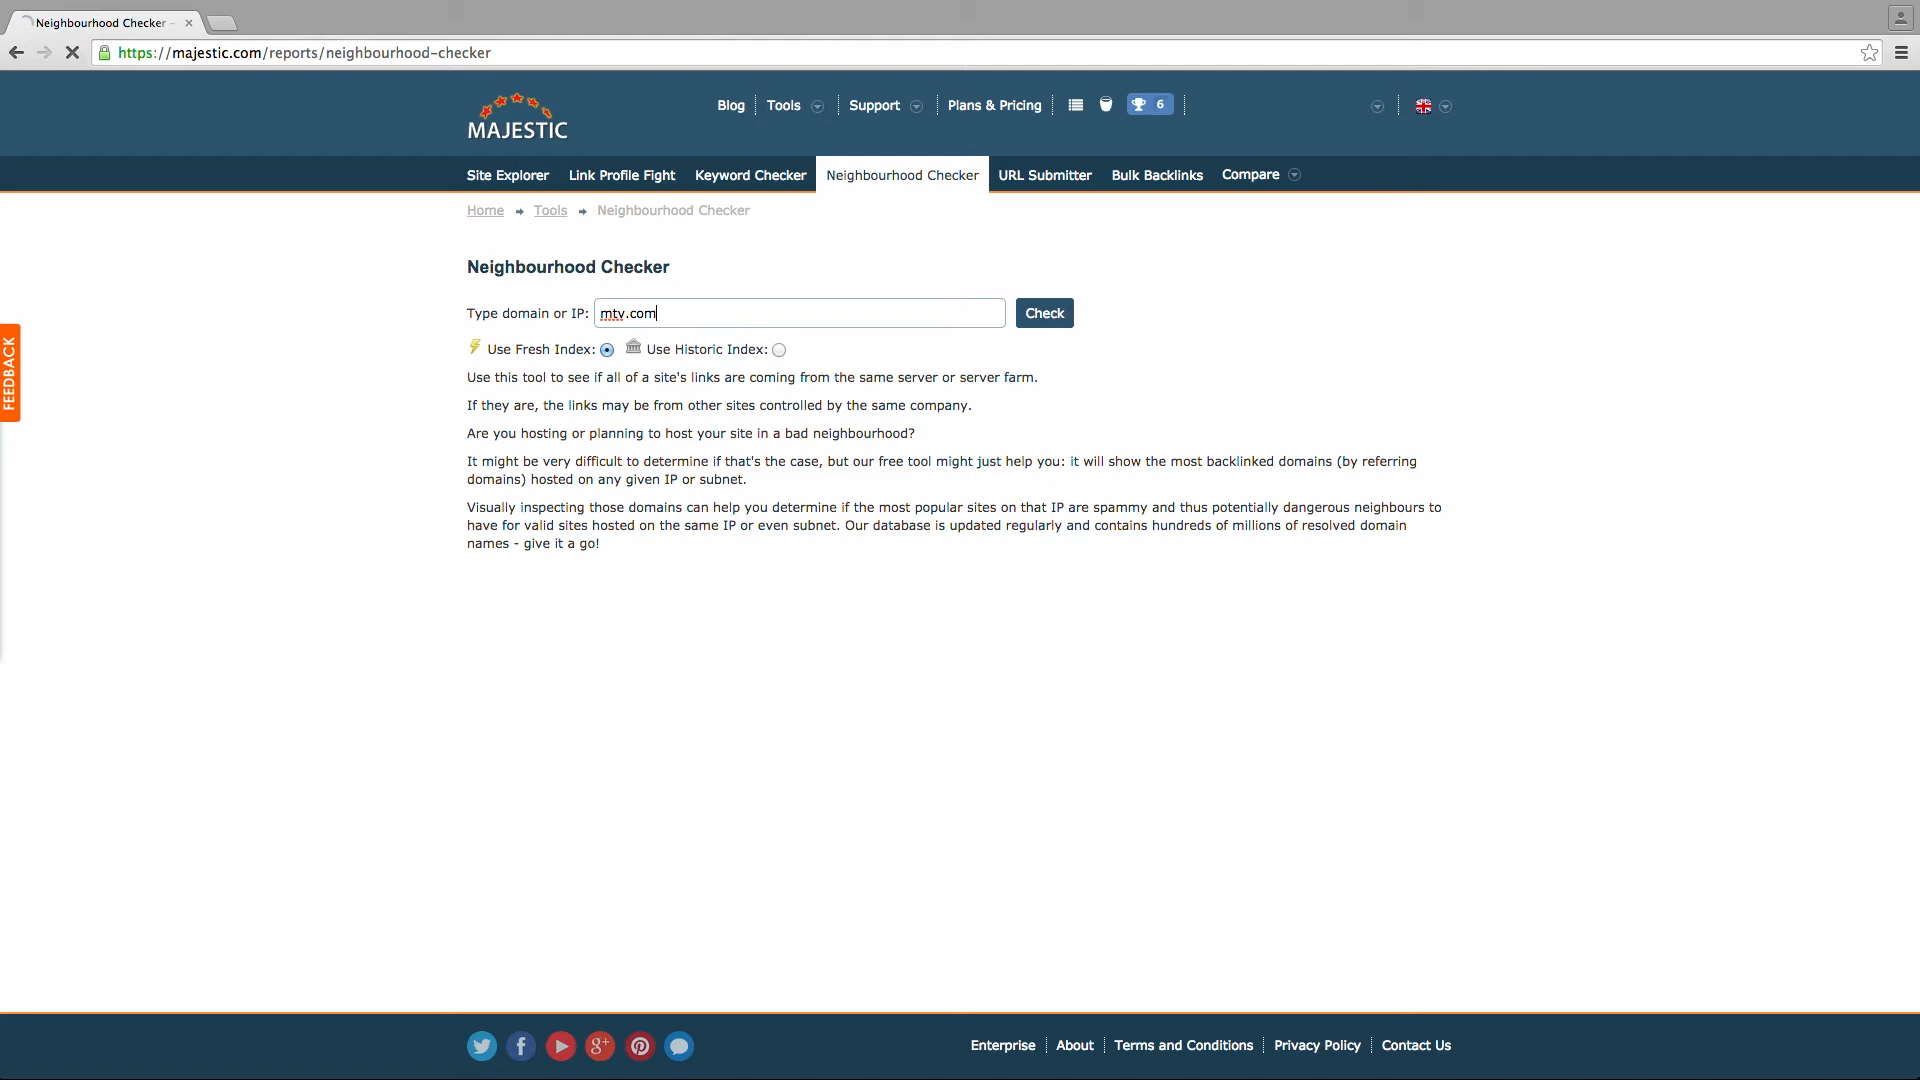 Neighbourhood Checker –
https://majestic.com/reports/neighbourhood-checker
MAJESTIC
Blog Tools Support Plans & Pricing 6
Site Explorer Link Profile Fight Keyword Checker Neighbourhood Checker URL Submitter Bulk Backlinks Compare
Home Tools Neighbourhood Checker
Neighbourhood Checker
Type domain or IP: mtv.com Check
Use Fresh Index: Use Historic Index:
Use this tool to see if all of a site's links are coming from the same server or server farm.
If they are, the links may be from other sites controlled by the same company.
Are you hosting or planning to host your site in a bad neighbourhood?
It might be very difficult to determine if that's the case, but our free tool might just help you: it will show the most backlinked domains (by referring
domains) hosted on any given IP or subnet.
Visually inspecting those domains can help you determine if the most popular sites on that IP are spammy and thus potentially dangerous neighbours to
have for valid sites hosted on the same IP or even subnet. Our database is updated regularly and contains hundreds of millions of resolved domain
names - give it a go!
FEEDBACK
Enterprise About Terms and Conditions Privacy Policy Contact Us